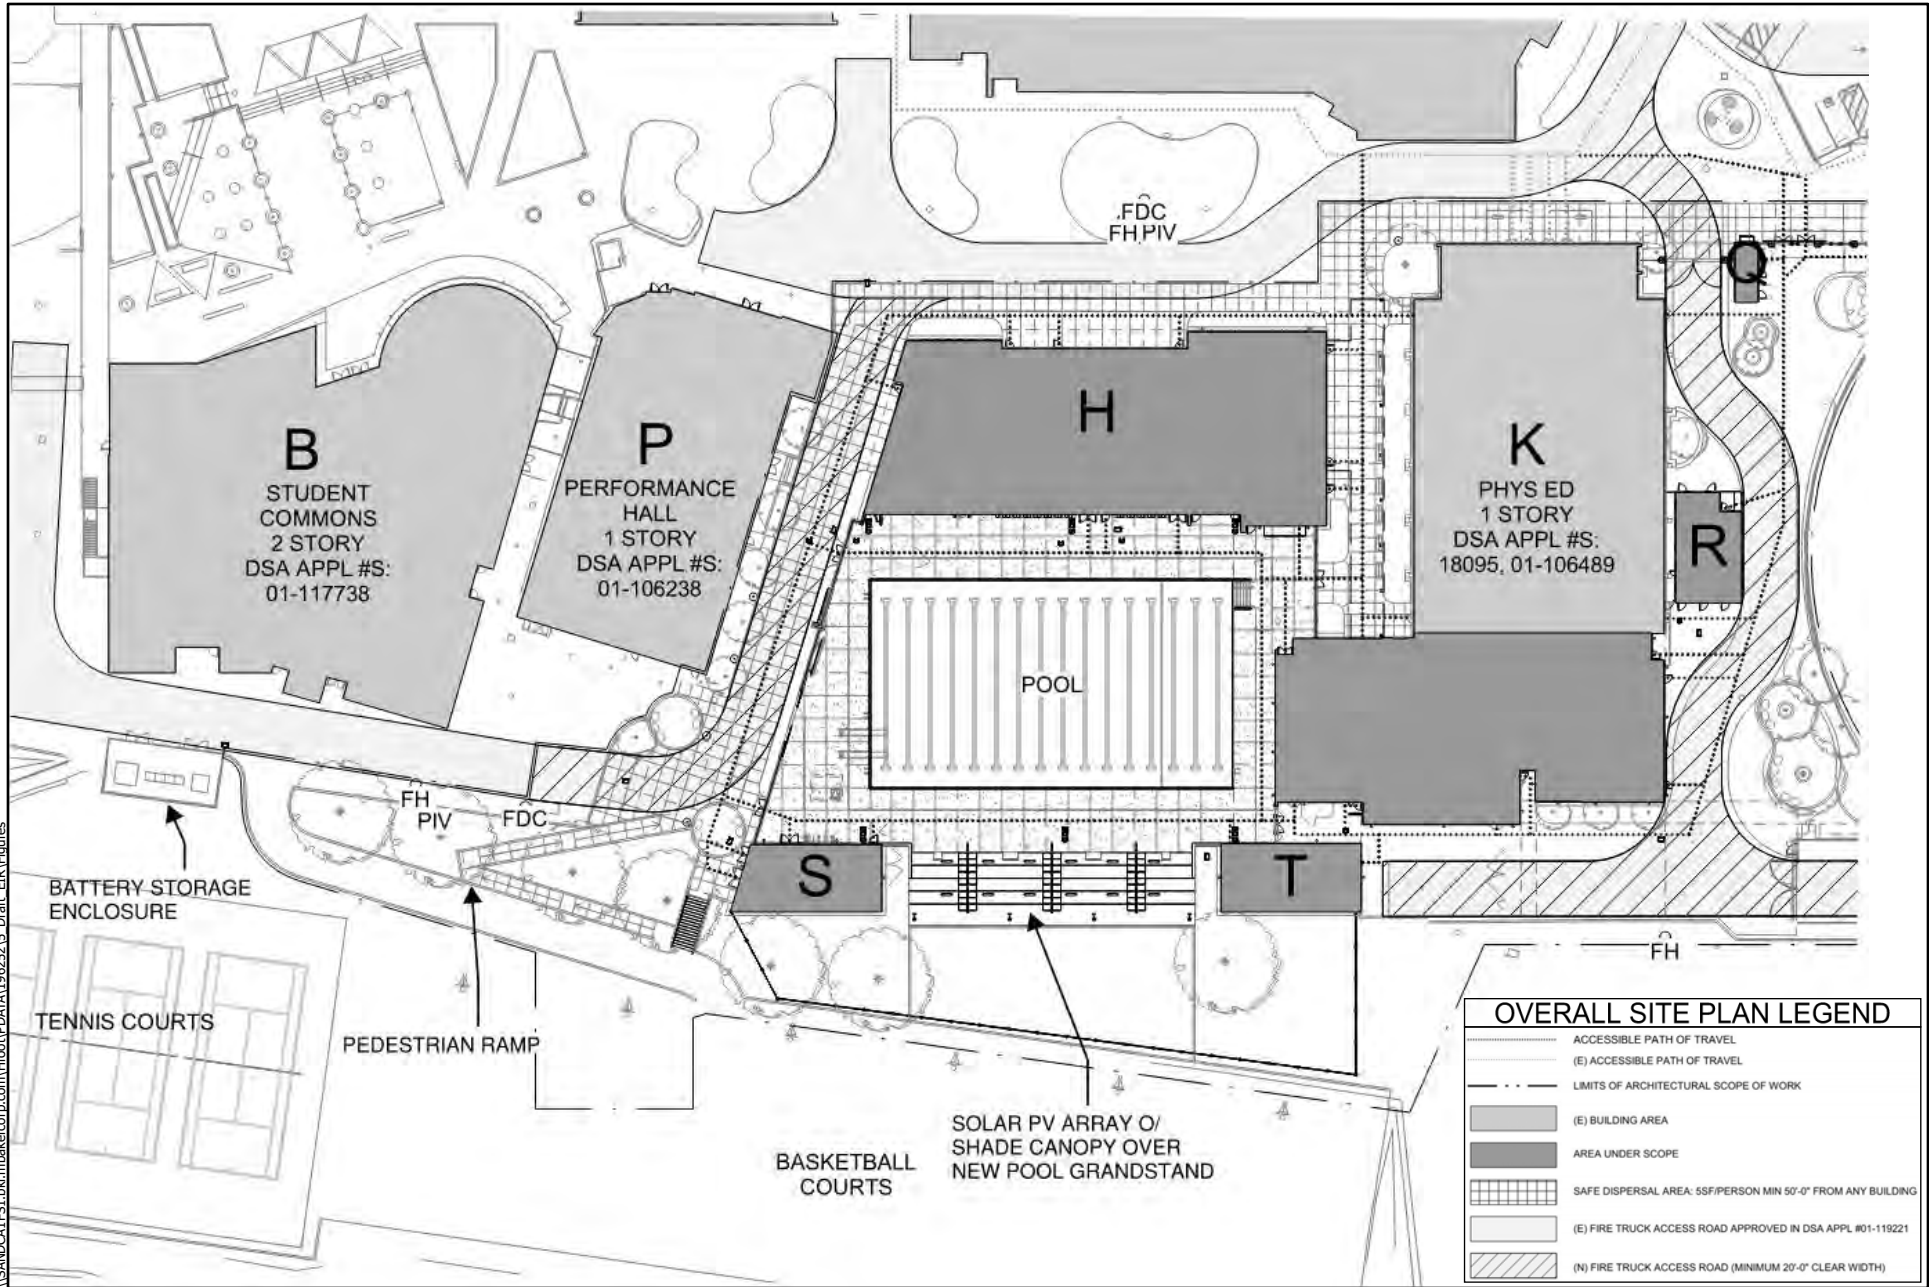 FDC
FH PIV
Q
B
STUDENT
COMMONS
2 STORY
DSA APPL #S:
01-117738
P
PERFORMANCE
HALL
1 STORY
DSA APPL #S:
01-106238
H
K
PHYS ED
1 STORY
DSA APPL #S:
18095, 01-106489
R
POOL
FH
PIV
FDC
S
T
BATTERY STORAGE
ENCLOSURE
FH
TENNIS COURTS
PEDESTRIAN RAMP
SOLAR PV ARRAY O/
SHADE CANOPY OVER
NEW POOL GRANDSTAND
BASKETBALL
COURTS
OVERALL SITE PLAN LEGEND
ACCESSIBLE PATH OF TRAVEL
(E) ACCESSIBLE PATH OF TRAVEL
LIMITS OF ARCHITECTURAL SCOPE OF WORK
(E) BUILDING AREA
AREA UNDER SCOPE
SAFE DISPERSAL AREA: 5SF/PERSON MIN 50'-0" FROM ANY BUILDING
(E) FIRE TRUCK ACCESS ROAD APPROVED IN DSA APPL #01-119221
(N) FIRE TRUCK ACCESS ROAD (MINIMUM 20'-0" CLEAR WIDTH)